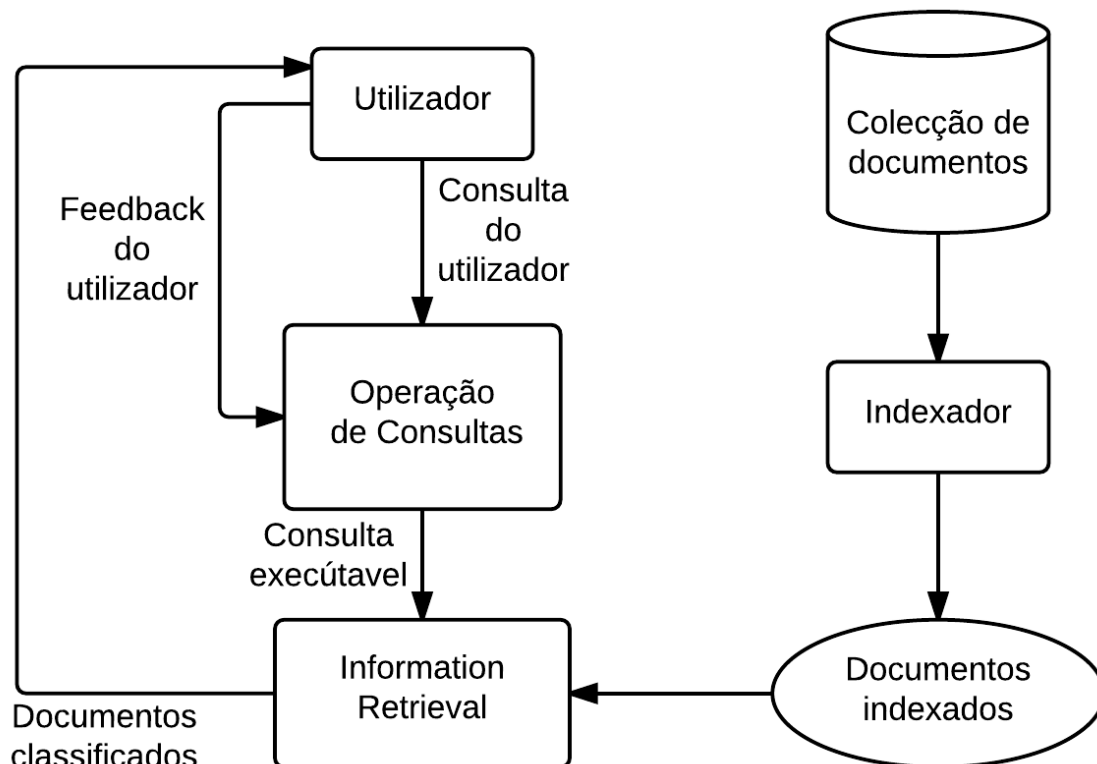 Utilizador
Colecção de
documentos
Feedback
do
utilizador
Consulta
do
utilizador
Operação
de Consultas
Indexador
Consulta
execútavel
Information
Retrieval
Documentos
indexados
Documentos
classificados